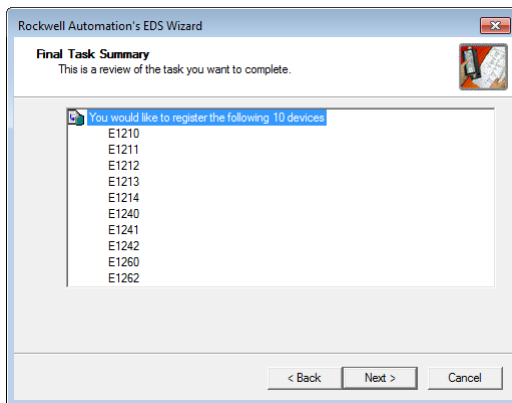 Rockwell Automation's EDS Wizard
Final Task Summary
This is a review of the task you want to complete.
You would like to register the following 10 devices
E1210
E1211
E1212
E1213
E1214
E1240
E1241
E1242
E1260
E1262
< Back
Next >
Cancel